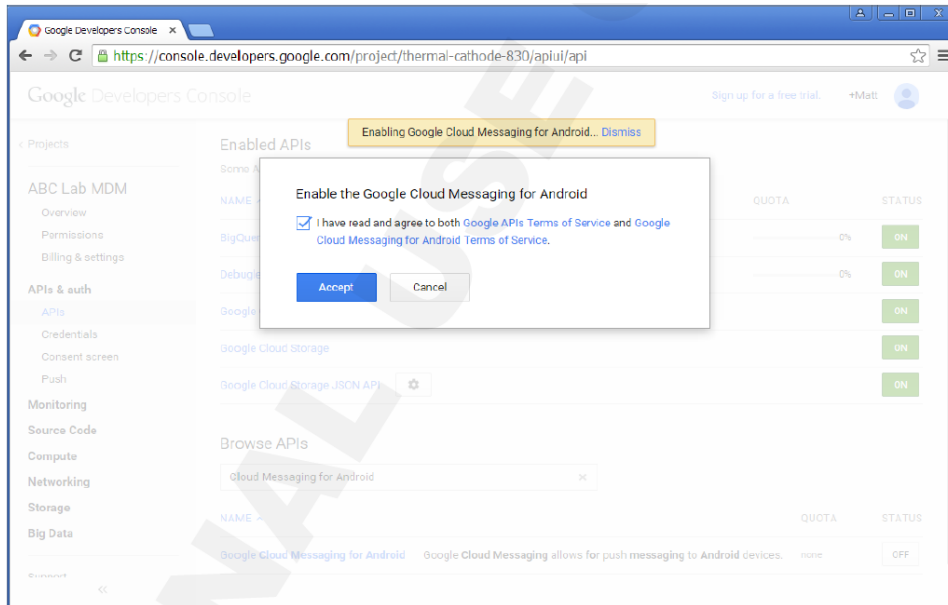 Google Developers Console
https://console.developers.google.com/project/thermal-cathode-830/apiui/api
Google Developers Console
Sign up for a free trial.
+Matt
Enabling Google Cloud Messaging for Android... Dismiss
< Projects
ABC Lab MDM
Overview
Permissions
Billing & settings
APIs & auth
APIs
Credentials
Consent screen
Push
Monitoring
Source Code
Compute
Networking
Storage
Big Data
Support
Enabled APIs
Some
NAME
QUOTA
STATUS
0%
ON
0%
ON
Google
ON
Google Cloud Storage
ON
Google Cloud Storage JSON API
ON
Enable the Google Cloud Messaging for Android
I have read and agree to both Google APIs Terms of Service and Google
Cloud Messaging for Android Terms of Service.
Accept
Cancel
Browse APIs
Cloud Messaging for Android
NAME
QUOTA
STATUS
Google Cloud Messaging for Android Google Cloud Messaging allows for push messaging to Android devices. none OFF
NAL USE